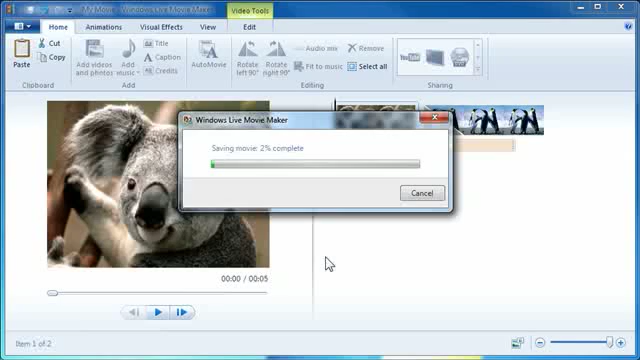 My Movie - Windows Live Movie Maker
Video Tools
Home
Animations
Visual Effects
View
Edit
Paste
Cut
Copy
Clipboard
Add videos
and photos
Add
music
Title
Caption
Credits
Add
AutoMovie
Rotate
left 90°
Rotate
right 90°
Audio mix
Fit to music
Remove
Select all
Editing
YouTube
Sharing
Windows Live Movie Maker
Saving movie: 2% complete
Cancel
00:00 / 00:05
Item 1 of 2